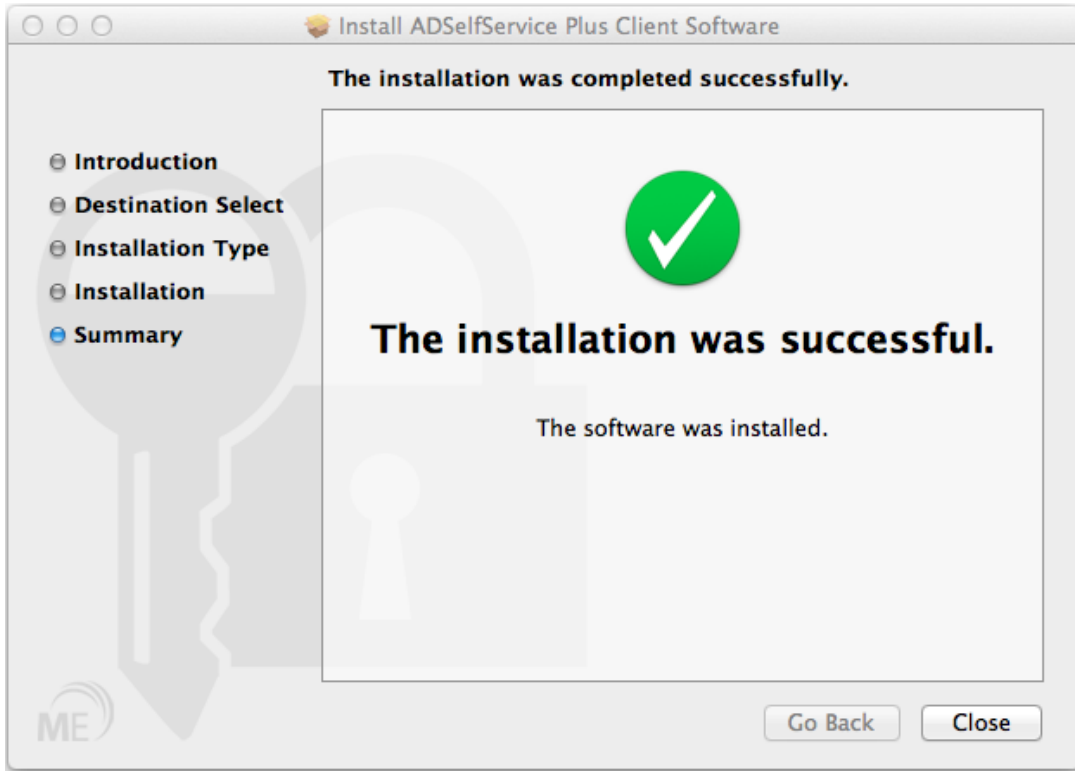 Install ADSelfService Plus Client Software
The installation was completed successfully.
Introduction
Destination Select
Installation Type
Installation
Summary
The installation was successful.
The software was installed.
ME
Go Back
Close